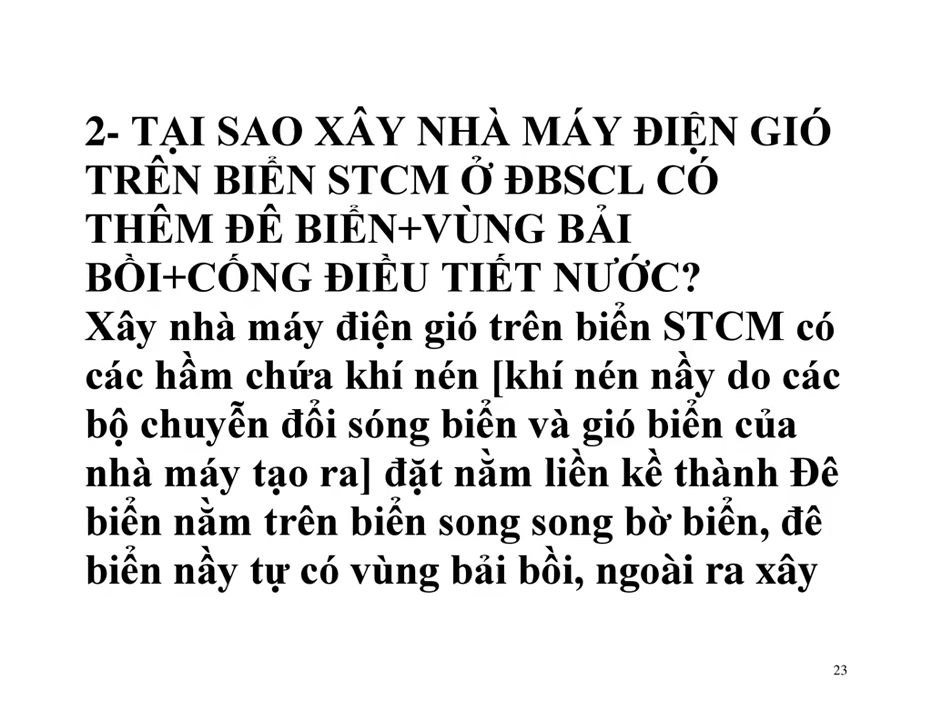 2- TẠI SAO XÂY NHÀ MÁY ĐIỆN GIÓ
TRÊN BIỂN STCM Ở ĐBSCL CÓ
THÊM ĐÊ BIỂN+VÙNG BẢI
BỒI+CỐNG ĐIỀU TIẾT NƯỚC?
Xây nhà máy điện gió trên biển STCM có
các hầm chứa khí nén [khí nén nầy do các
bộ chuyễn đổi sóng biển và gió biển của
nhà máy tạo ra] đặt nằm liền kề thành Đê
biển nằm trên biển song song bờ biển, đê
biển nầy tự có vùng bải bồi, ngoài ra xây
23